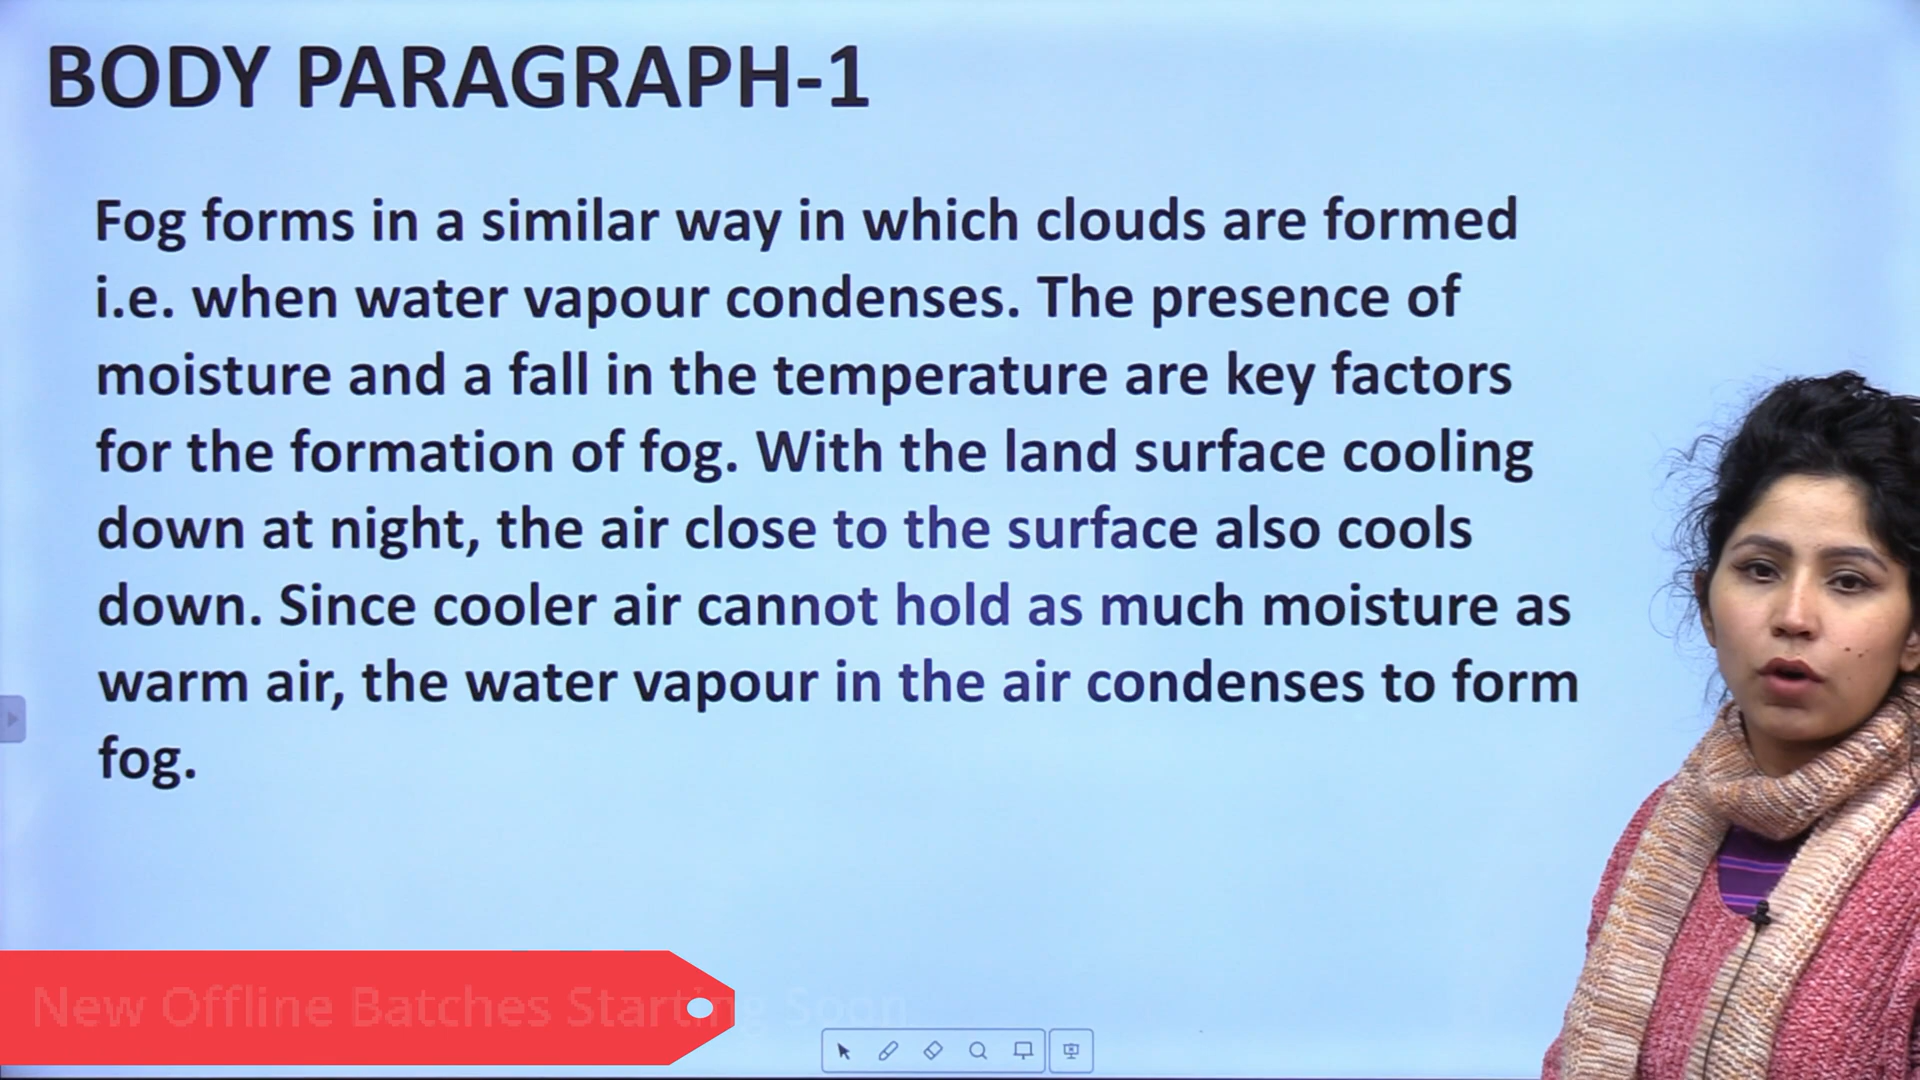 BODY PARAGRAPH-1
Fog forms in a similar way in which clouds are formed
i.e. when water vapour condenses. The presence of
moisture and a fall in the temperature are key factors
for the formation of fog. With the land surface cooling
down at night, the air close to the surface also cools
down. Since cooler air cannot hold as much moisture as
warm air, the water vapour in the air condenses to form
fog.
New Offline Batches Starting Soon